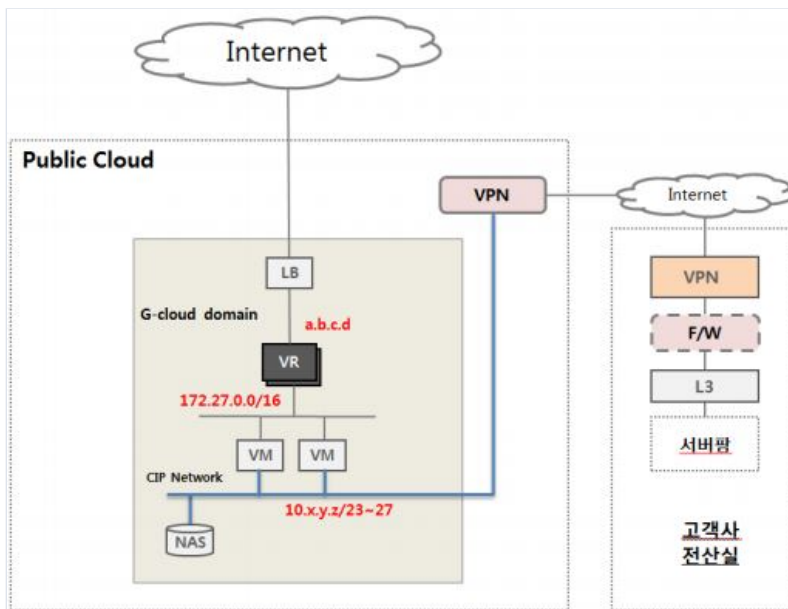 Internet
Public Cloud
VPN
Internet
LB
VPN
G-cloud domain
a.b.c.d
F/W
VR
L3
172.27.0.0/16
서버팜
VM
VM
CIP Network
10.x.y.z/23~27
NAS
고객사
전산실